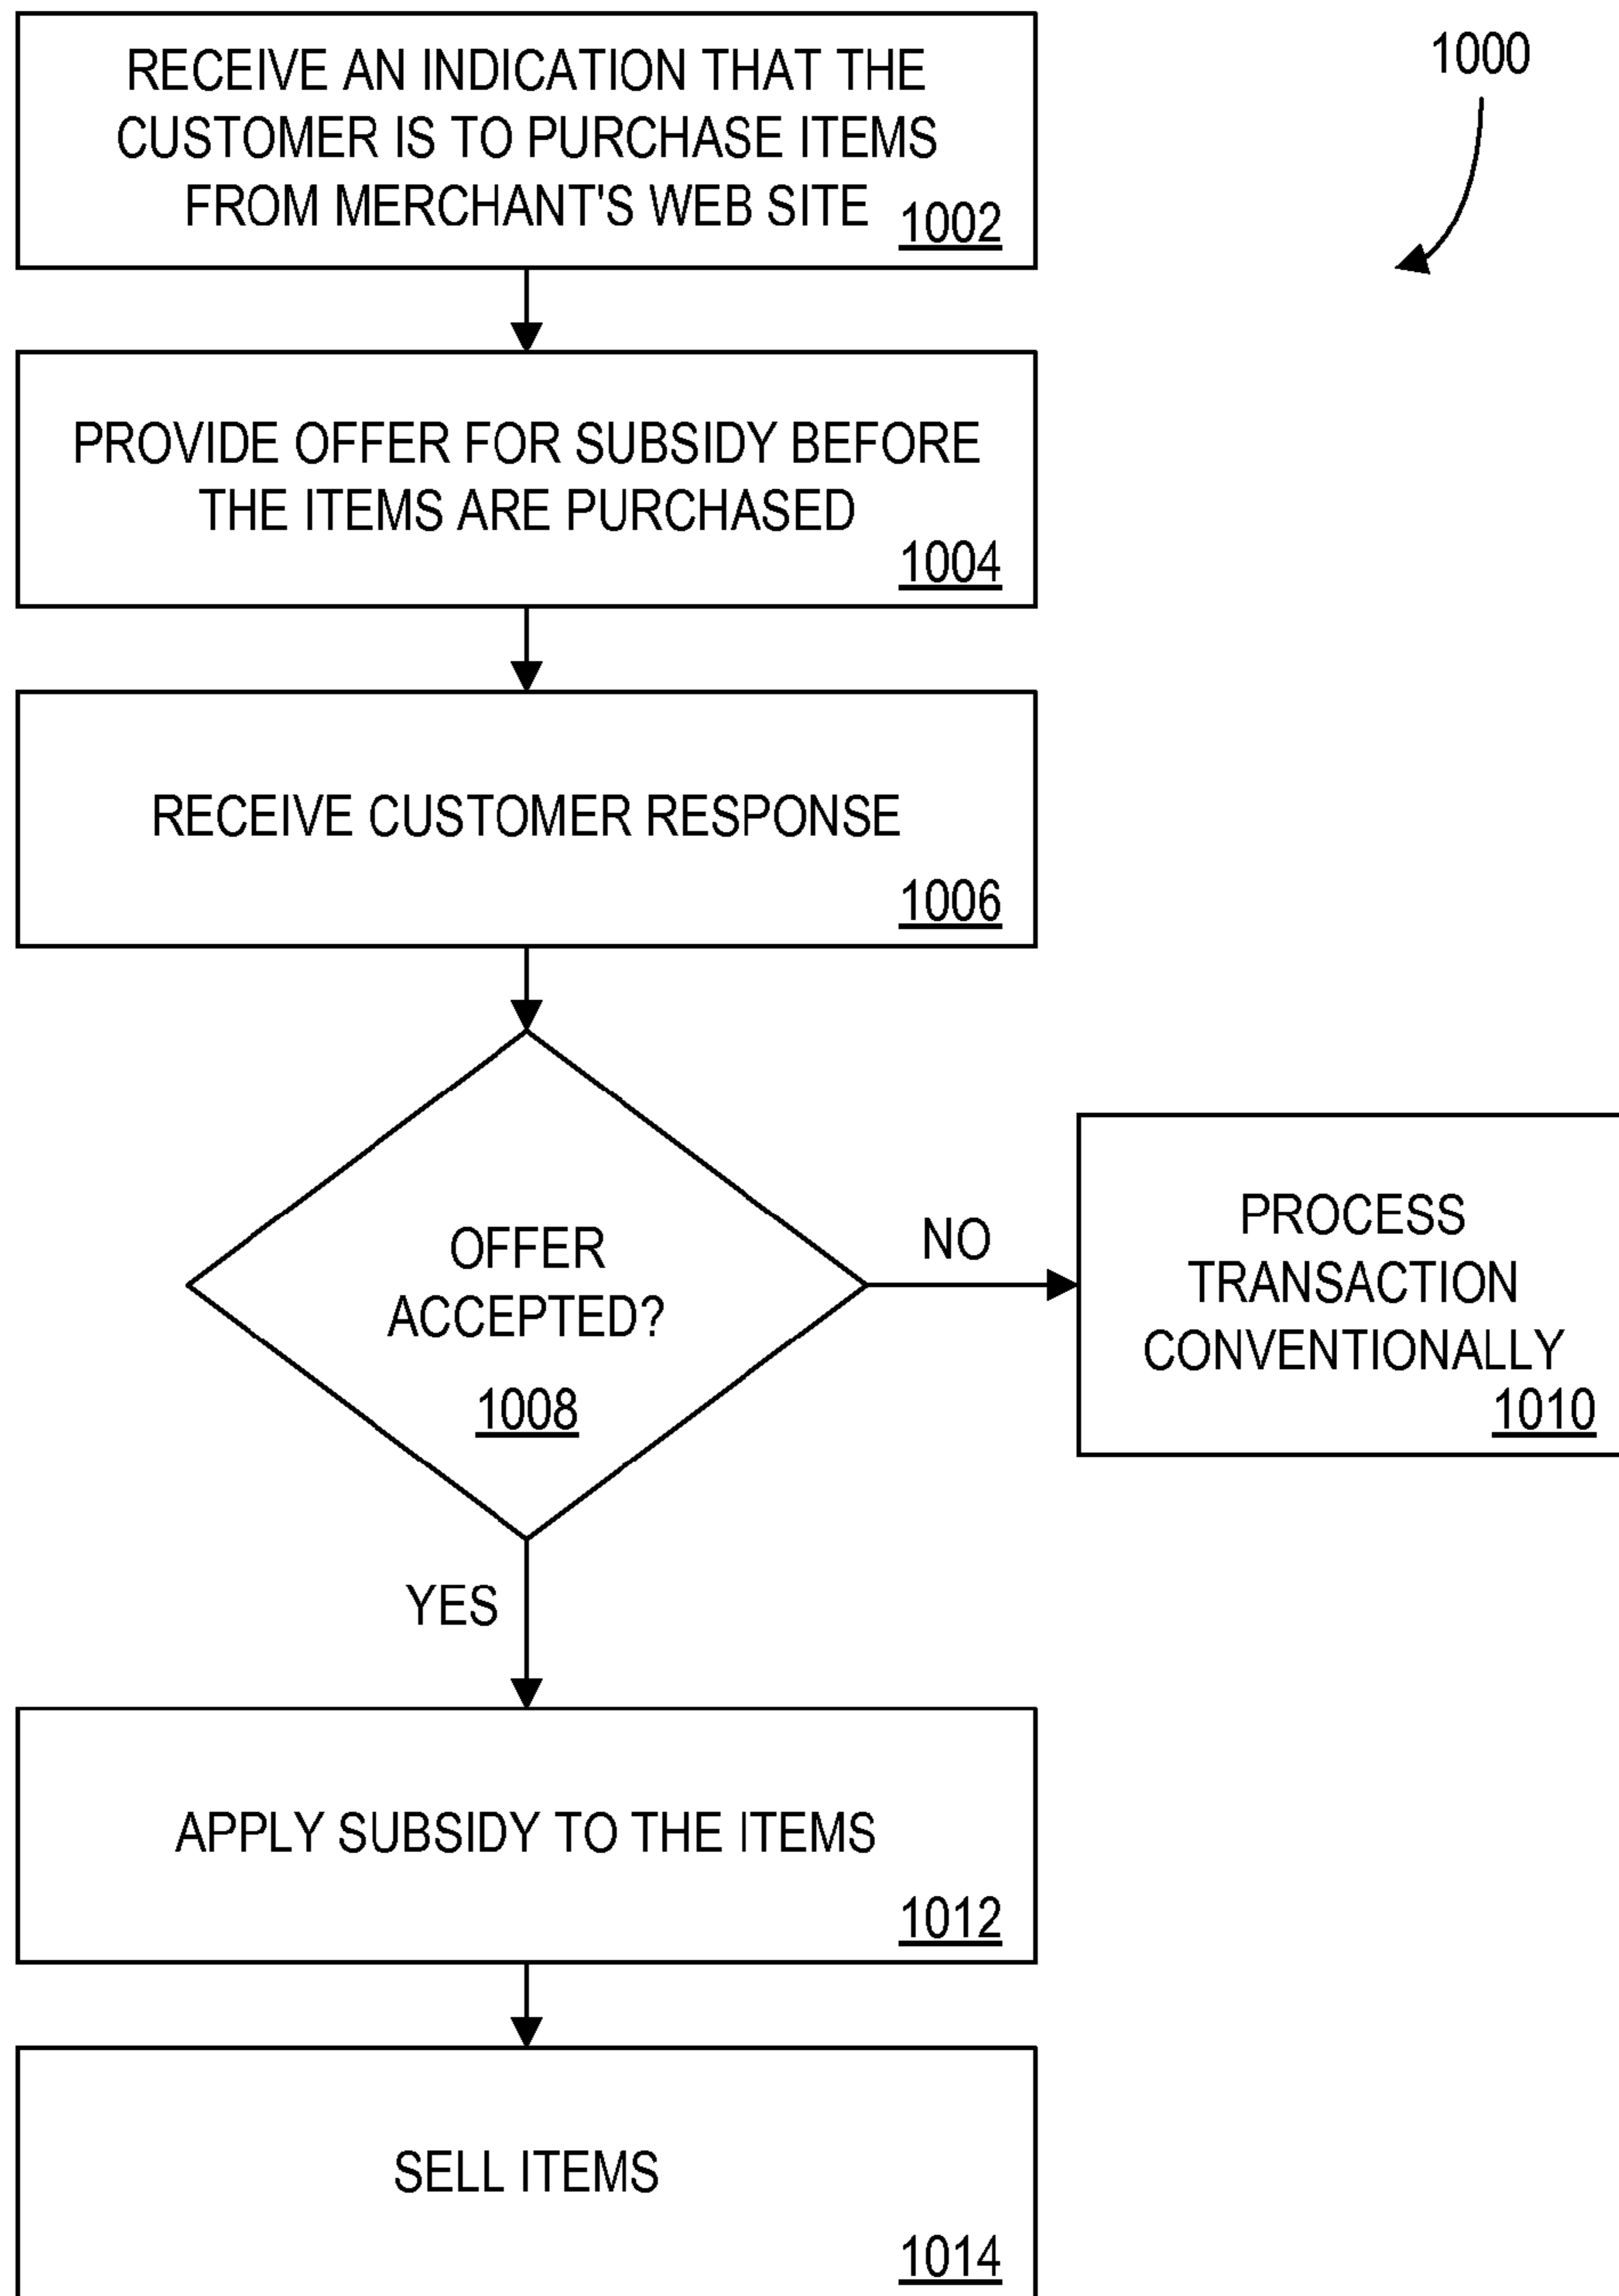 RECEIVE AN INDICATION THAT THE
CUSTOMER IS TO PURCHASE ITEMS
FROM MERCHANT'S WEB SITE
1002
1000
PROVIDE OFFER FOR SUBSIDY BEFORE
THE ITEMS ARE PURCHASED
1004
RECEIVE CUSTOMER RESPONSE
1006
OFFER
ACCEPTED?
1008
NO
PROCESS
TRANSACTION
CONVENTIONALLY
1010
YES
APPLY SUBSIDY TO THE ITEMS
1012
SELL ITEMS
1014